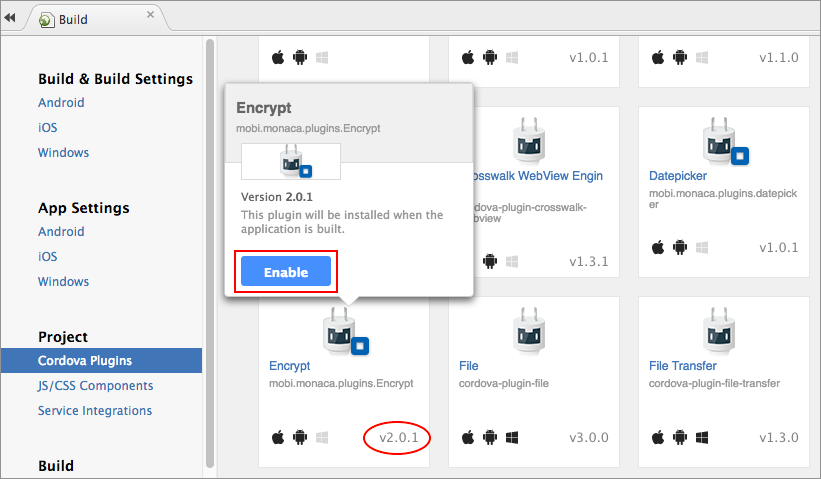 Build
Build & Build Settings
Android
iOS
Windows
App Settings
Android
iOS
Windows
Project
Cordova Plugins
JS/CSS Components
Service Integrations
Build
v1.0.1
v1.1.0
Encrypt
mobi.monaca.plugins.Encrypt
Version 2.0.1
This plugin will be installed when the
application is built.
Enable
osswalk WebView Engin
rdova-plugin-crosswalk-
bview
v1.3.1
Datepicker
mobi.monaca.plugins.datepic
ker
v1.0.1
Encrypt
mobi.monaca.plugins.Encrypt
v2.0.1
File
cordova-plugin-file
v3.0.0
File Transfer
cordova-plugin-file-transfer
v1.3.0